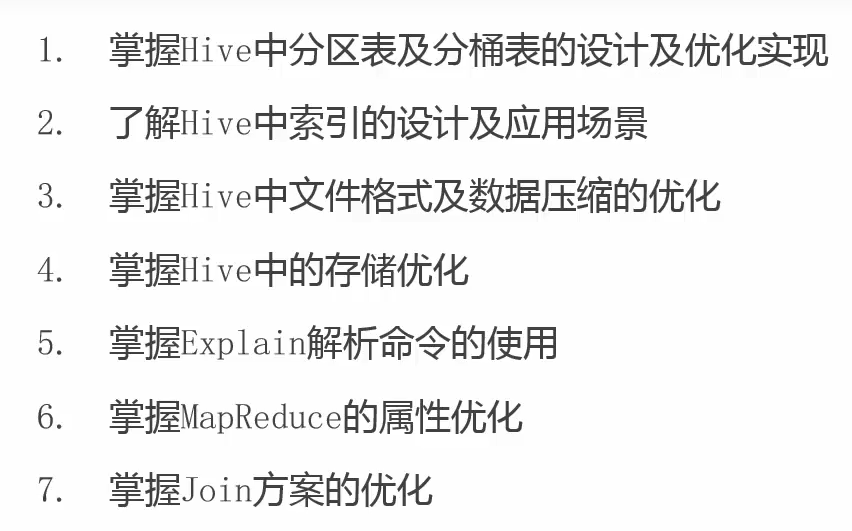 1. 掌握Hive中分区表及分桶表的设计及优化实现
2. 了解Hive中索引的设计及应用场景
3. 掌握Hive中文件格式及数据压缩的优化
4. 掌握Hive中的存储优化
5. 掌握Explain解析命令的使用
6. 掌握MapReduce的属性优化
7. 掌握Join方案的优化